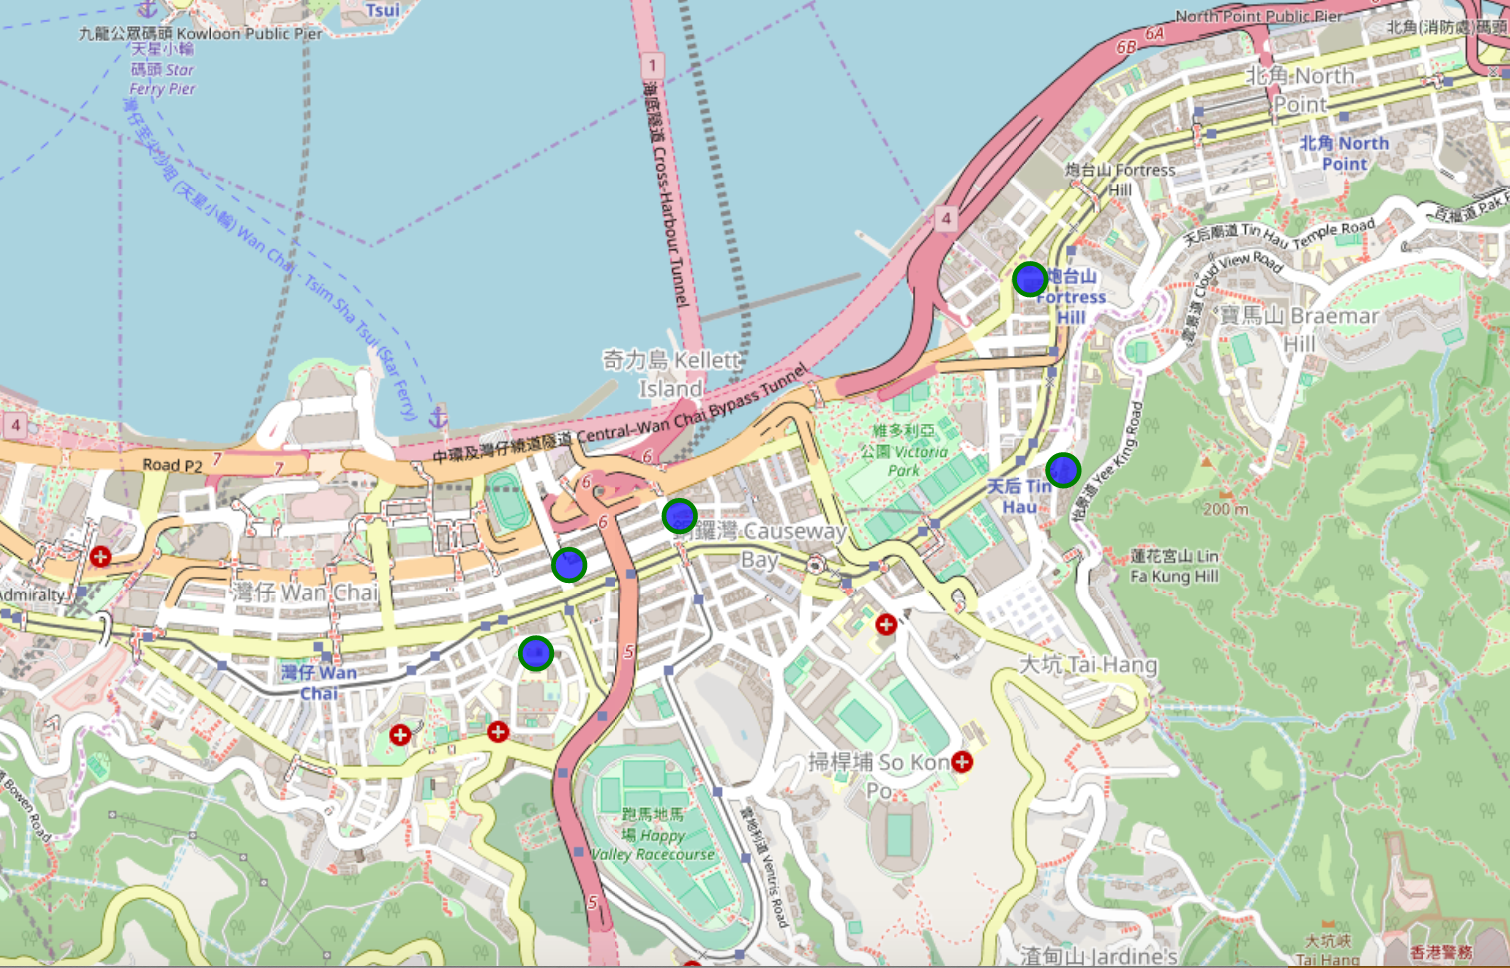 Tsui
九龍公眾碼頭 Kowloon Public Pier
天星小輪
碼頭 Star
Ferry Pier
灣仔至尖沙咀 (天星小輪) Wan Chai - Tsim Sha Tsui (Star Ferry)
1
海底隧道 Cross-Harbour Tunnel
North Point Public Pier
6A
6B
北角(消防處)碼頭
北角 North
Point
北角 North
Point
炮台山 Fortress
Hill
4
天后廟道 Tin Hau Temple Road
百福道 Pak F
雲景道 Cloud View Road
炮台山
Fortress
Hill
寶馬山 Braemar
Hill
奇力島 Kellett
Island
4
Road P2
7
7
中環及灣仔繞道隧道 Central–Wan Chai Bypass Tunnel
維多利亞
公園 Victoria
Park
6
6
6
天后 Tin
Hau
怡東道 Yee King Road
200 m
鑼灣 Causeway
Bay
蓮花宮山 Lin
Fa Kung Hill
Admiralty
灣仔 Wan Chai
灣仔 Wan
Chai
5
大坑 Tai Hang
掃桿埔 So Kon
Po
Bowen Road
跑馬地馬
場 Happy
Valley Racecourse
雲地利道 Ventris Road
5
渣甸山 Jardine's
大坑峽
Tai Hang
香港警務